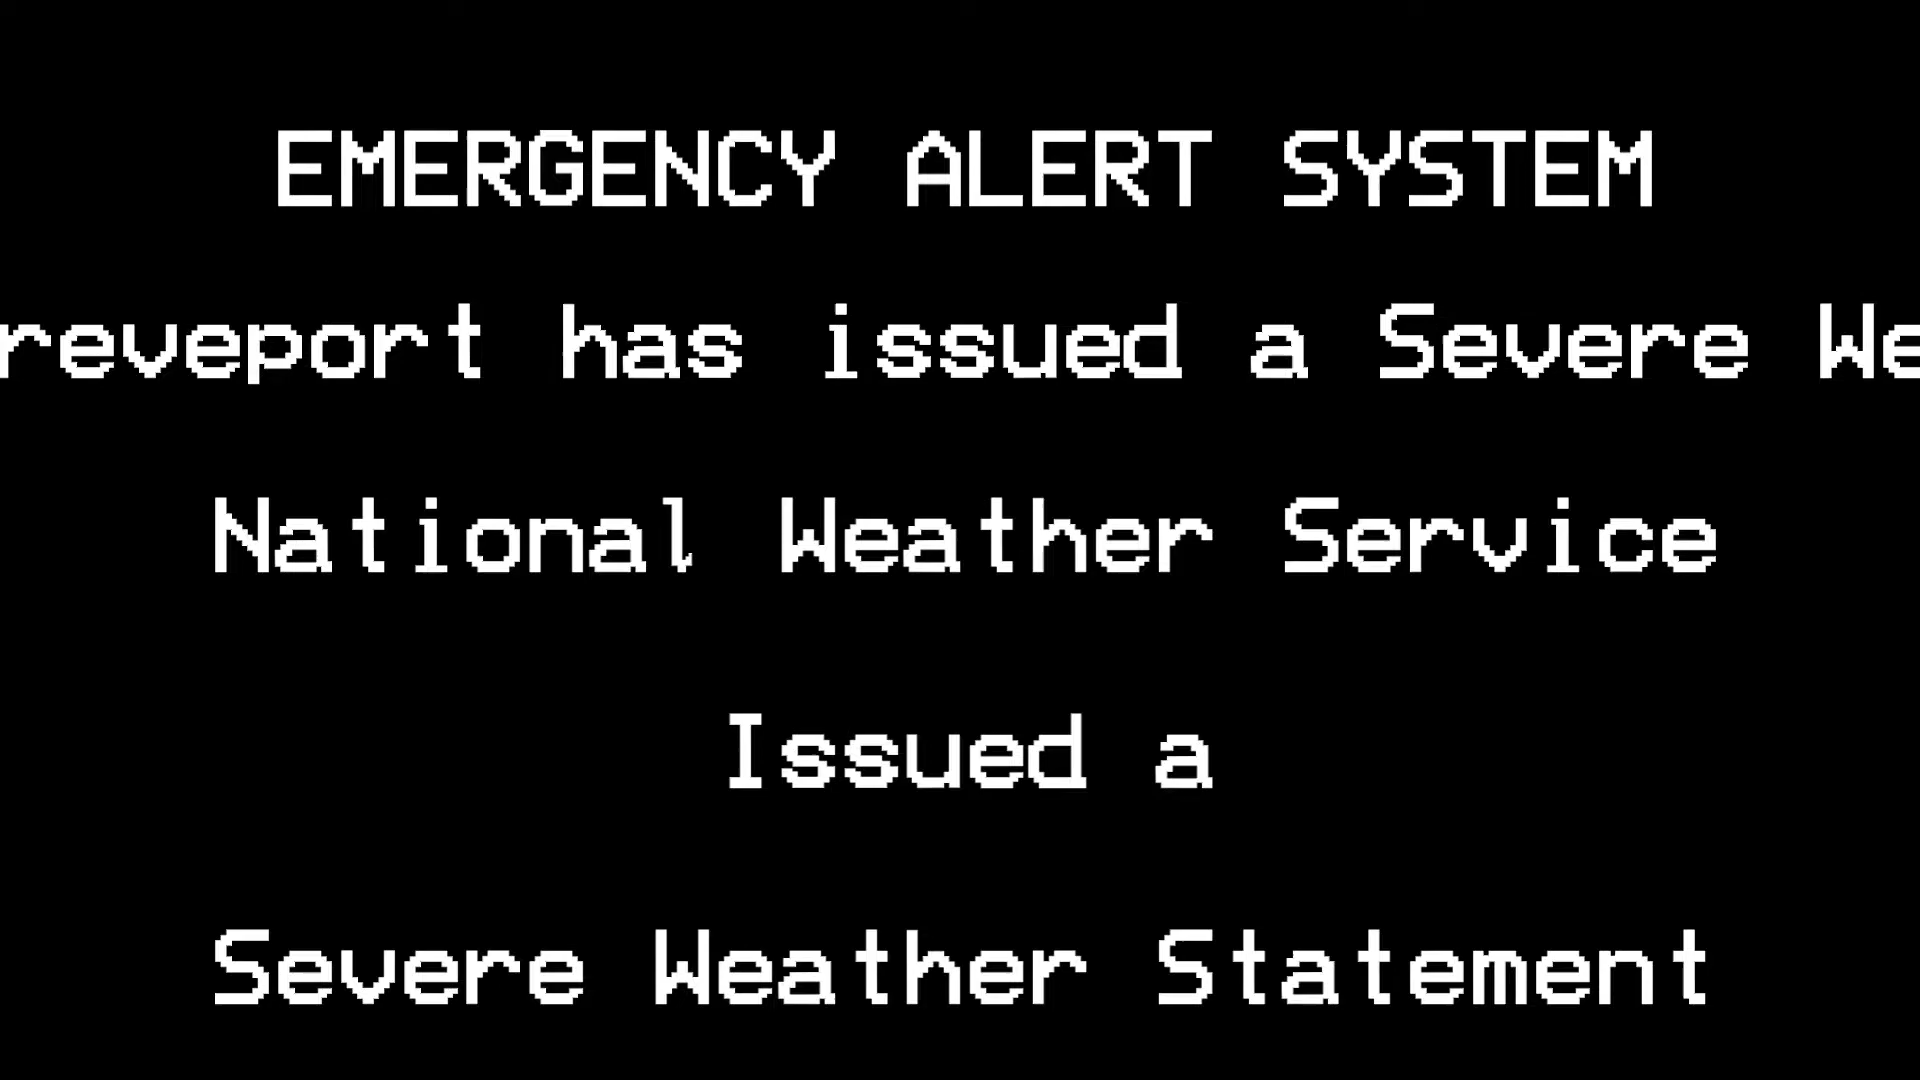 EMERGENCY ALERT SYSTEM
reveport has issued a Severe We
National Weather Service
Issued a
Severe Weather Statement